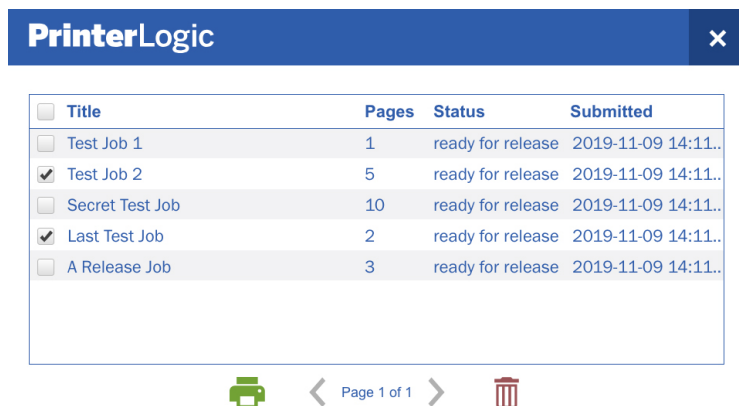 PrinterLogic
Title Pages Status Submitted
Test Job 1 1 ready for release 2019-11-09 14:11..
Test Job 2 5 ready for release 2019-11-09 14:11..
Secret Test Job 10 ready for release 2019-11-09 14:11..
Last Test Job 2 ready for release 2019-11-09 14:11..
A Release Job 3 ready for release 2019-11-09 14:11..
Page 1 of 1